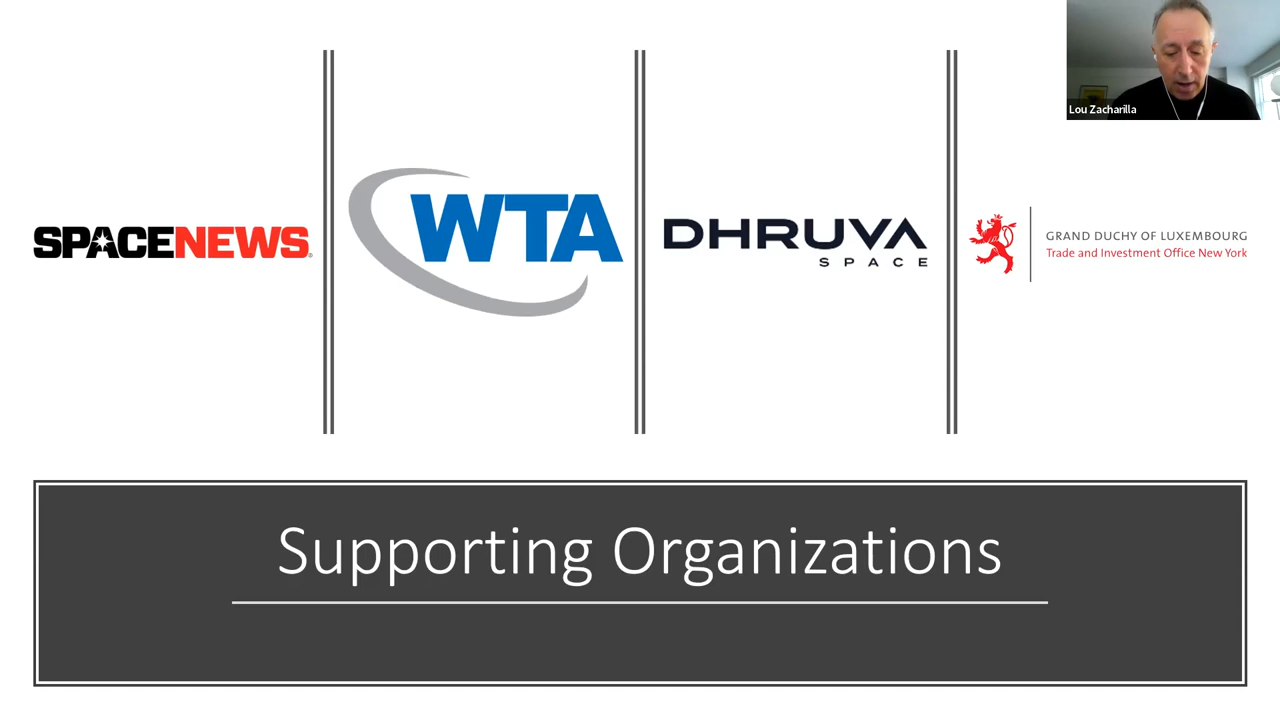 Lou Zacharilla
SPACENEWS®
WTA
DHRUVA
SPACE
GRAND DUCHY OF LUXEMBOURG
Trade and Investment Office New York
Supporting Organizations